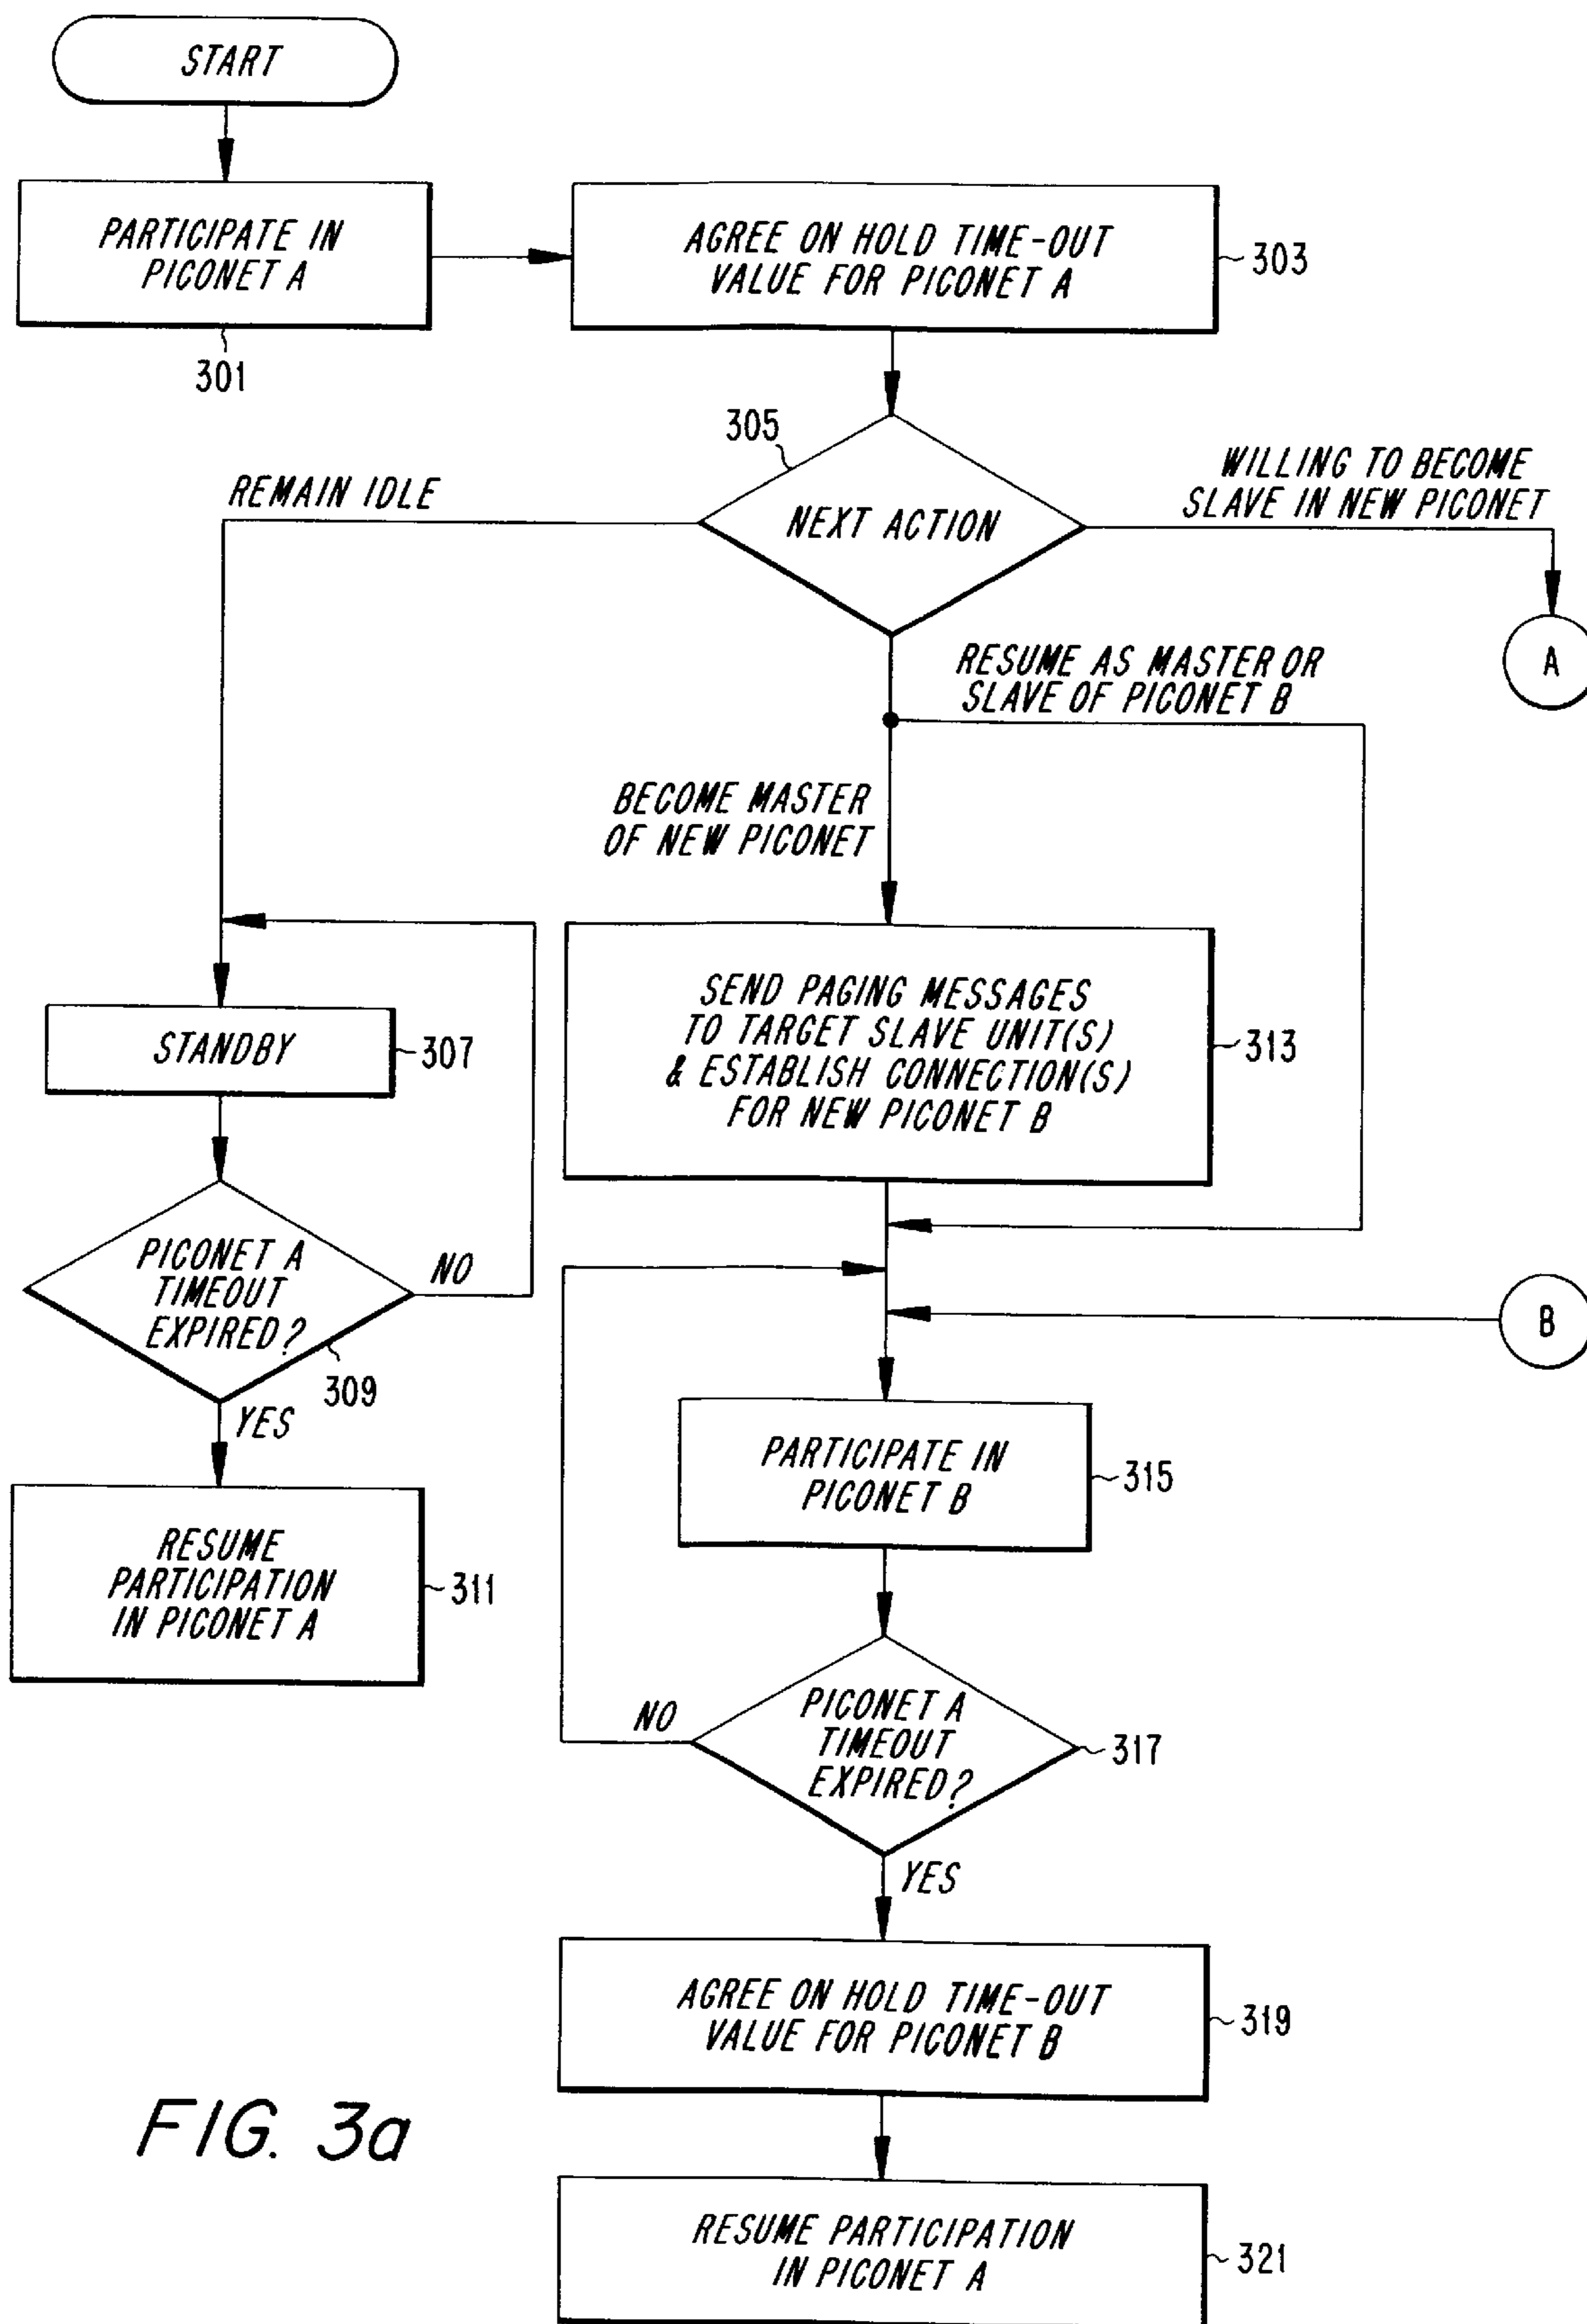 START
PARTICIPATE IN
PICONET A
301
AGREE ON HOLD TIME-OUT
VALUE FOR PICONET A
303
305
NEXT ACTION
REMAIN IDLE
WILLING TO BECOME
SLAVE IN NEW PICONET
A
RESUME AS MASTER OR
SLAVE OF PICONET B
BECOME MASTER
OF NEW PICONET
STANDBY
307
SEND PAGING MESSAGES
TO TARGET SLAVE UNIT(S)
& ESTABLISH CONNECTION(S)
FOR NEW PICONET B
313
PICONET A
TIMEOUT
EXPIRED?
NO
309
YES
B
RESUME
PARTICIPATION
IN PICONET A
311
PARTICIPATE IN
PICONET B
315
PICONET A
TIMEOUT
EXPIRED?
NO
317
YES
AGREE ON HOLD TIME-OUT
VALUE FOR PICONET B
319
RESUME PARTICIPATION
IN PICONET A
321
FIG. 3a